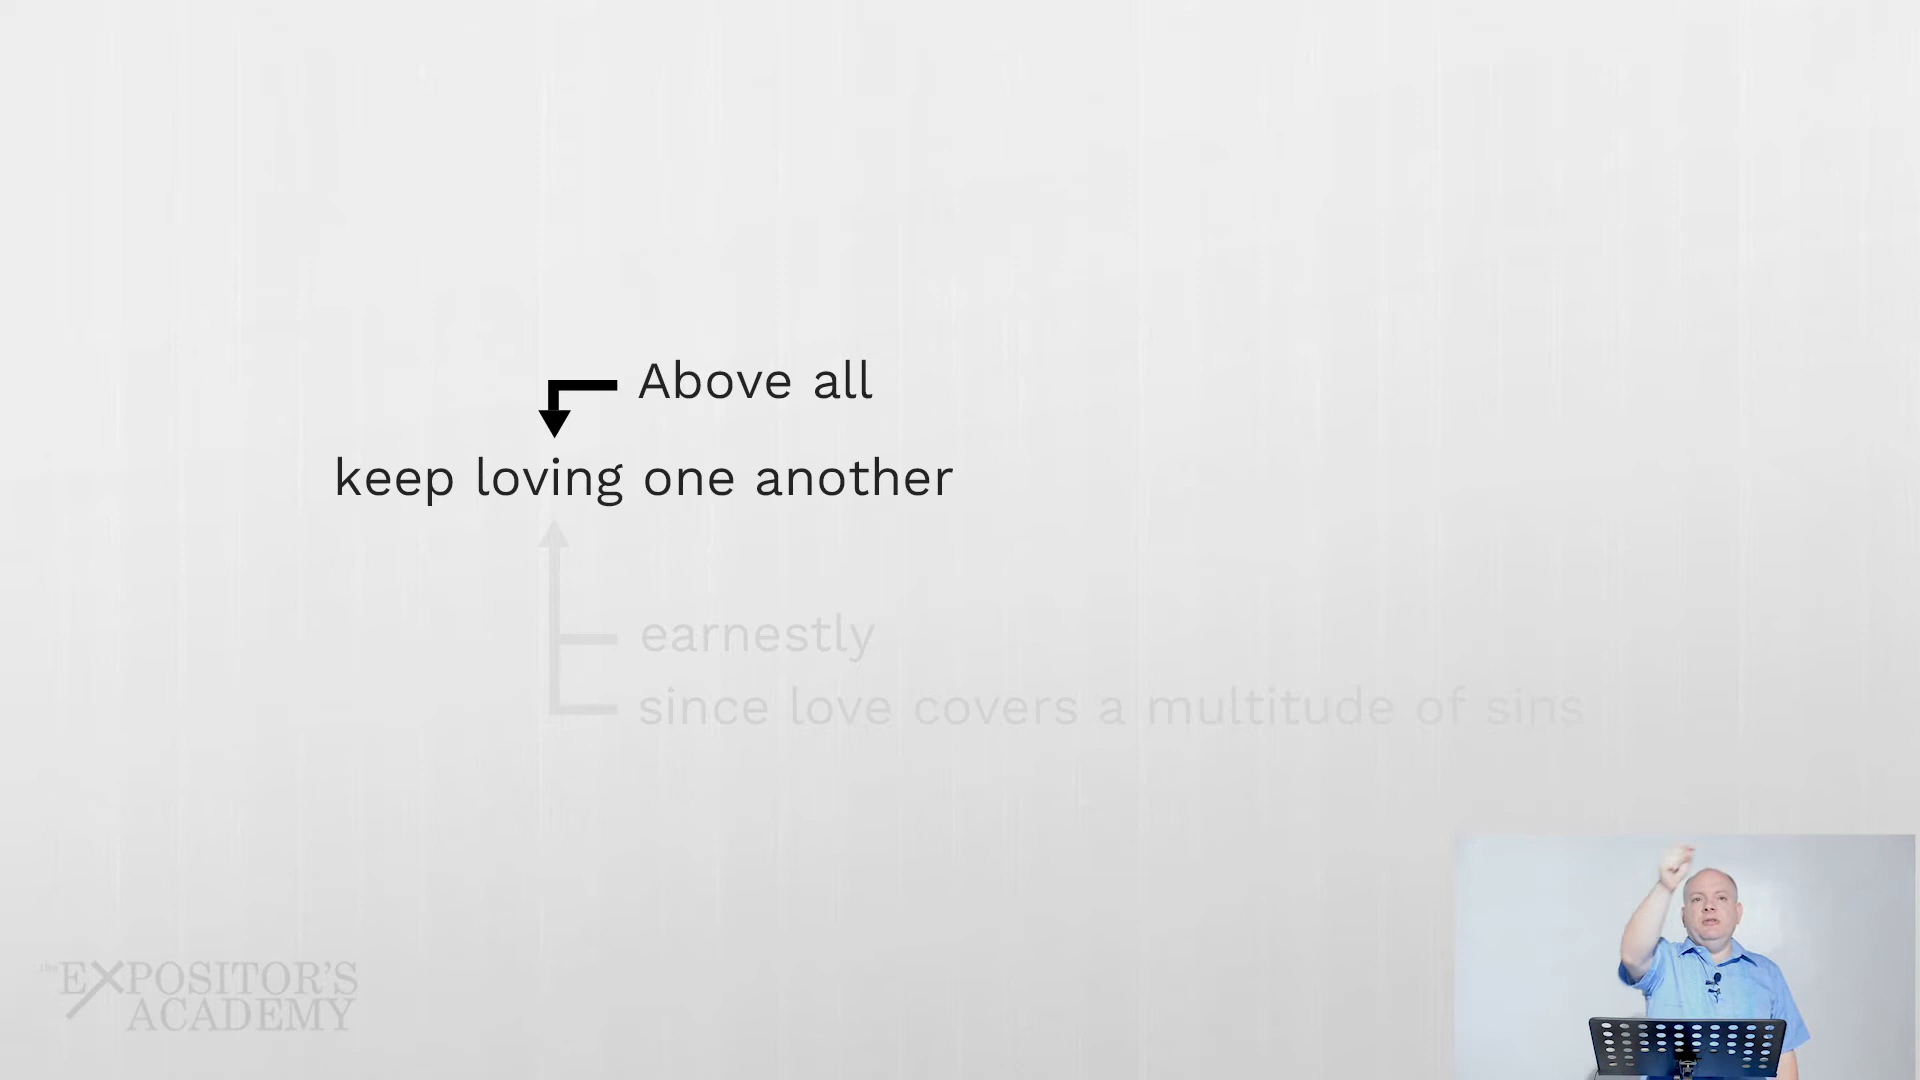 Above all
keep loving one another
earnestly
since love covers a multitude of sins
the EXPOSITOR'S
ACADEMY